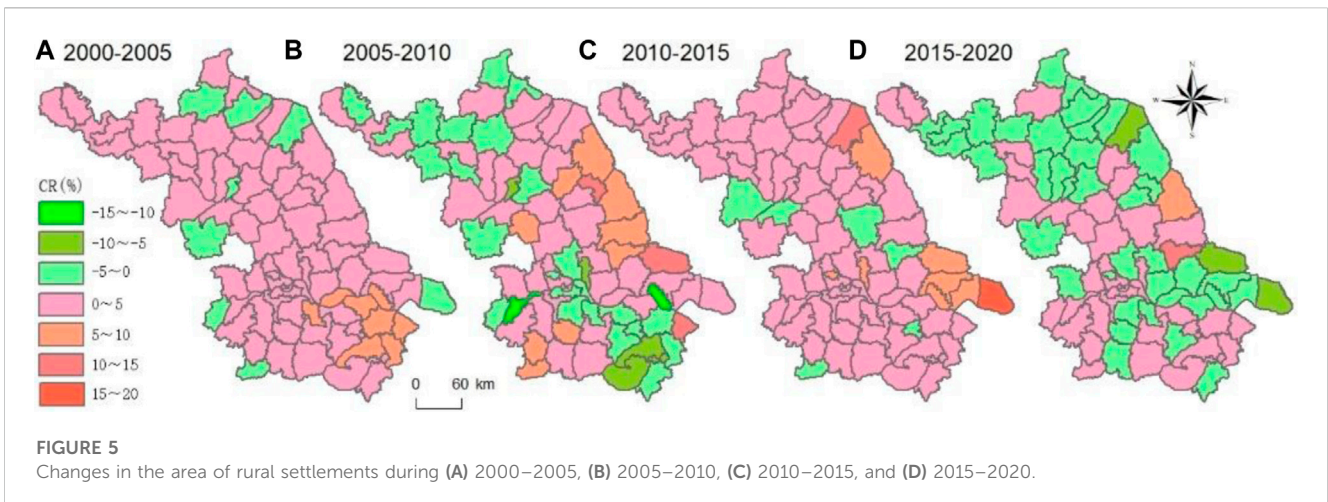 A 2000-2005
B 2005-2010
C 2010-2015
D 2015-2020
N
W E
S
CR(%)
-15～-10
-10～-5
-5～0
0～5
5～10
10～15
15～20
0 60 km
FIGURE 5
Changes in the area of rural settlements during (A) 2000–2005, (B) 2005–2010, (C) 2010–2015, and (D) 2015–2020.